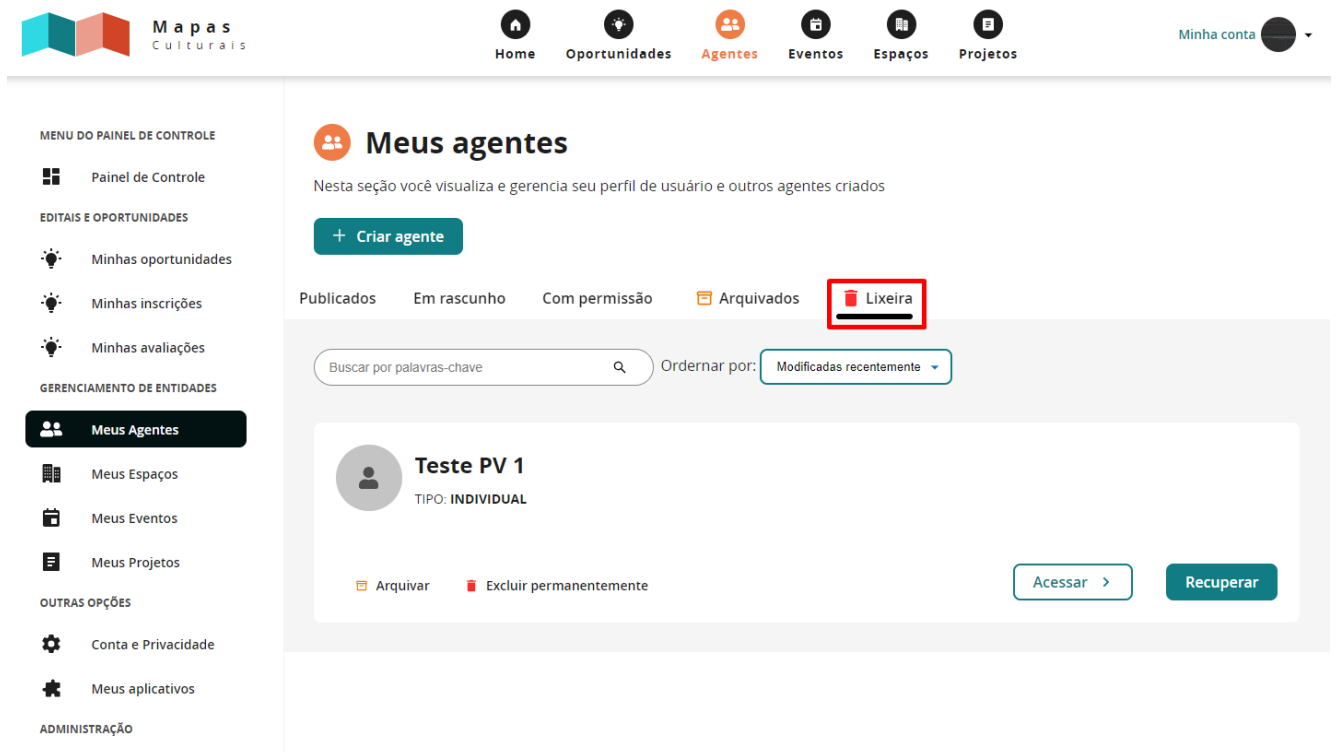 Mapas
Culturais
Home
Oportunidades
Agentes
Eventos
Espaços
Projetos
Minha conta
MENU DO PAINEL DE CONTROLE
Painel de Controle
EDITAIS E OPORTUNIDADES
Minhas oportunidades
Minhas inscrições
Minhas avaliações
GERENCIAMENTO DE ENTIDADES
Meus Agentes
Meus Espaços
Meus Eventos
Meus Projetos
OUTRAS OPÇÕES
Conta e Privacidade
Meus aplicativos
ADMINISTRAÇÃO
Meus agentes
Nesta seção você visualiza e gerencia seu perfil de usuário e outros agentes criados
+ Criar agente
Publicados
Em rascunho
Com permissão
Arquivados
Lixeira
Buscar por palavras-chave
Ordernar por:
Modificadas recentemente
Teste PV 1
TIPO: INDIVIDUAL
Arquivar
Excluir permanentemente
Acessar
Recuperar